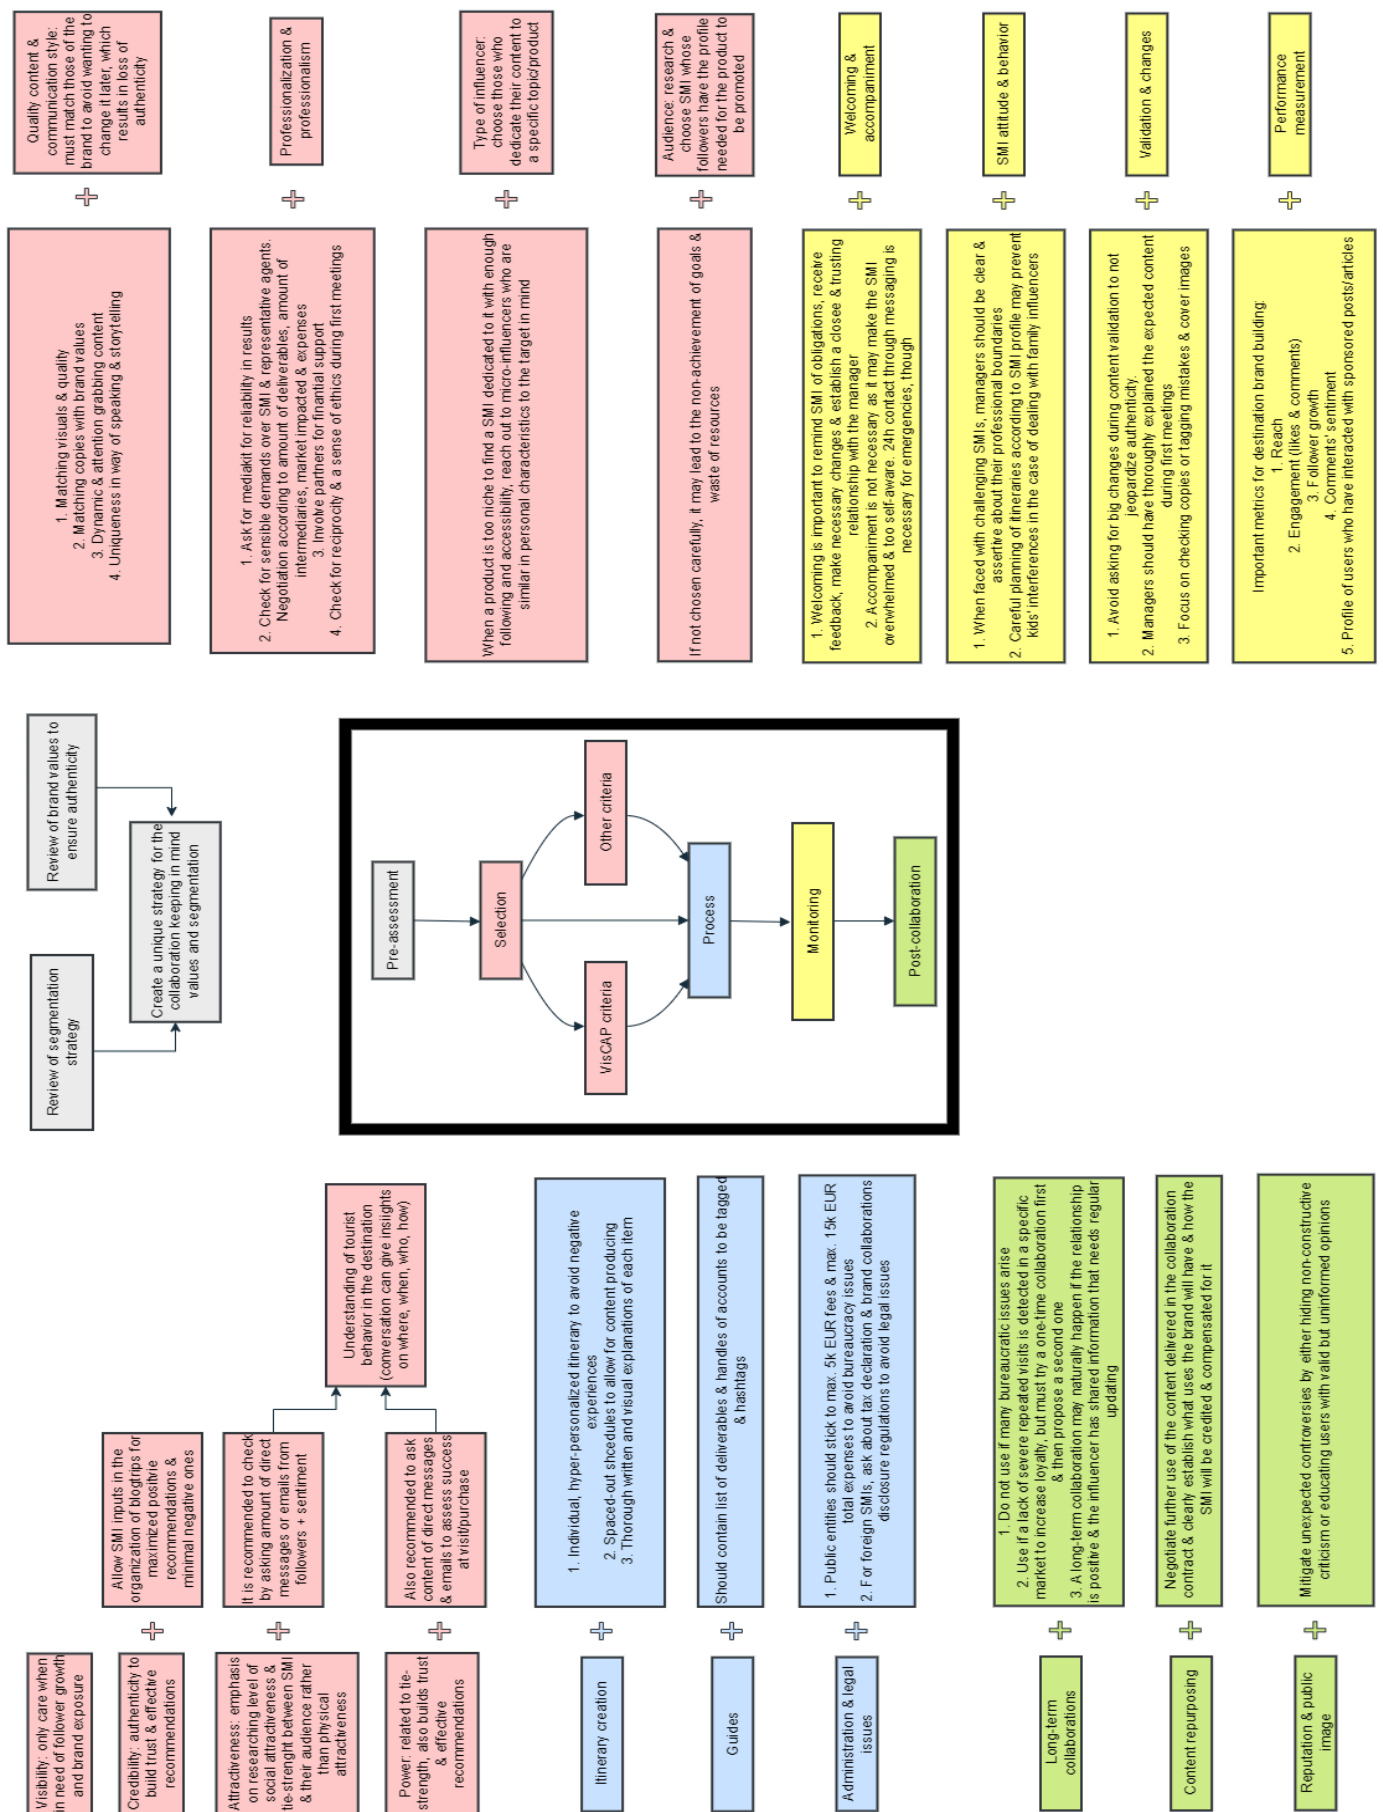 Visibility: only care when
in need of follower growth
and brand exposure
Credibility: authenticity to
build trust & effective
recommendations
Allow SMI inputs in the
organization of blogtrips for
maximized positvie
recommendations &
minimal negative ones
Attractiveness: emphasis
on researching level of
social attractiveness &
tie-strenght between SMI
& their audience rather
than physical
attractiveness
It is recommended to check
by asking amount of direct
messages or emails from
followers + sentiment
Power: related to tie-
strength, also builds trust
& effective
recommendations
Also recommended to ask
content of direct messages
& emails to assess success
at visit/purchase
Understanding of tourist
behavior in the destination
(conversation can give insights
on where, when, who, how)
Itinerary creation
1. Individual, hyper-personalized itinerary to avoid negative
experiences
2. Spaced-out shcedules to allow for content producing
3. Thorough written and visual explanations of each item
Guides
Should contain list of deliverables & handles of accounts to be tagged
& hashtags
Administration & legal
issues
1. Public entities should stick to max. 5k EUR fees & max. 15k EUR
total expenses to avoid bureaucracy issues
2. For foreign SMIs, ask about tax declaration & brand collaborations
disclosure regulations to avoid legal issues
Long-term
collaborations
1. Do not use if many bureaucratic issues arise
2. Use if a lack of severe repeated visits is detected in a specific
market to increase loyalty, but must try a one-time collaboration first
& then propose a second one
3. A long-term collaboration may naturally happen if the relationship
is positive & the influencer has shared information that needs regular
updating
Content repurposing
Negotiate further use of the content delivered in the collaboration
contract & clearly establish what uses the brand will have & how the
SMI will be credited & compensated for it
Reputation & public
image
Mitigate unexpected controversies by either hiding non-constructive
criticism or educating users with valid but uninformed opinions
Review of segmentation
strategy
Review of brand values to
ensure authenticity
Create a unique strategy for the
collaboration keeping in mind
values and segmentation
Pre-assessment
Selection
VisCAP criteria
Other criteria
Process
Monitoring
Post-collaboration
1. Matching visuals & quality
2. Matching copies with brand values
3. Dynamic & attention grabbing content
4. Uniqueness in way of speaking & storytelling
Quality content &
communication style:
must match those of the
brand to avoid wanting to
change it later, which
results in loss of
authenticity
1. Ask for mediakit for reliability in results
2. Check for sensible demands over SMI & representative agents.
Negotiation according to amount of deliverables, amount of
intermediaries, market impacted & expenses
3. Involve partners for finantial support
4. Check for reciprocity & a sense of ethics during first meetings
Professionalization &
professionalism
When a product is too niche to find a SMI dedicated to it with enough
following and accessibility, reach out to micro-influencers who are
similar in personal characteristics to the target in mind
Type of influencer:
choose those who
dedicate their content to
a specific topic/product
If not chosen carefully, it may lead to the non-achievement of goals &
waste of resources
Audience: research &
choose SMI whose
followers have the profile
needed for the product to
be promoted
1. Welcoming is important to remind SMI of obligations, receive
feedback, make necessary changes & establish a closee & trusting
relationship with the manager
2. Accompaniment is not necessary as it may make the SMI
overwhelmed & too self-aware. 24h contact through messaging is
necessary for emergencies, though
Welcoming &
accompaniment
1. When faced with challenging SMIs, managers should be clear &
assertive about their professional boundaries
2. Careful planning of itineraries according to SMI profile may prevent
kids' interferences in the case of dealing with family influencers
SMI attitude & behavior
1. Avoid asking for big changes during content validation to not
jeopardize authenticity.
2. Managers should have thoroughly explained the expected content
during first meetings
3. Focus on checking copies or tagging mistakes & cover images
Validation & changes
Important metrics for destination brand building:
1. Reach
2. Engagement (likes & comments)
3. Follower growth
4. Comments' sentiment
5. Profile of users who have interacted with sponsored posts/articles
Performance
measurement